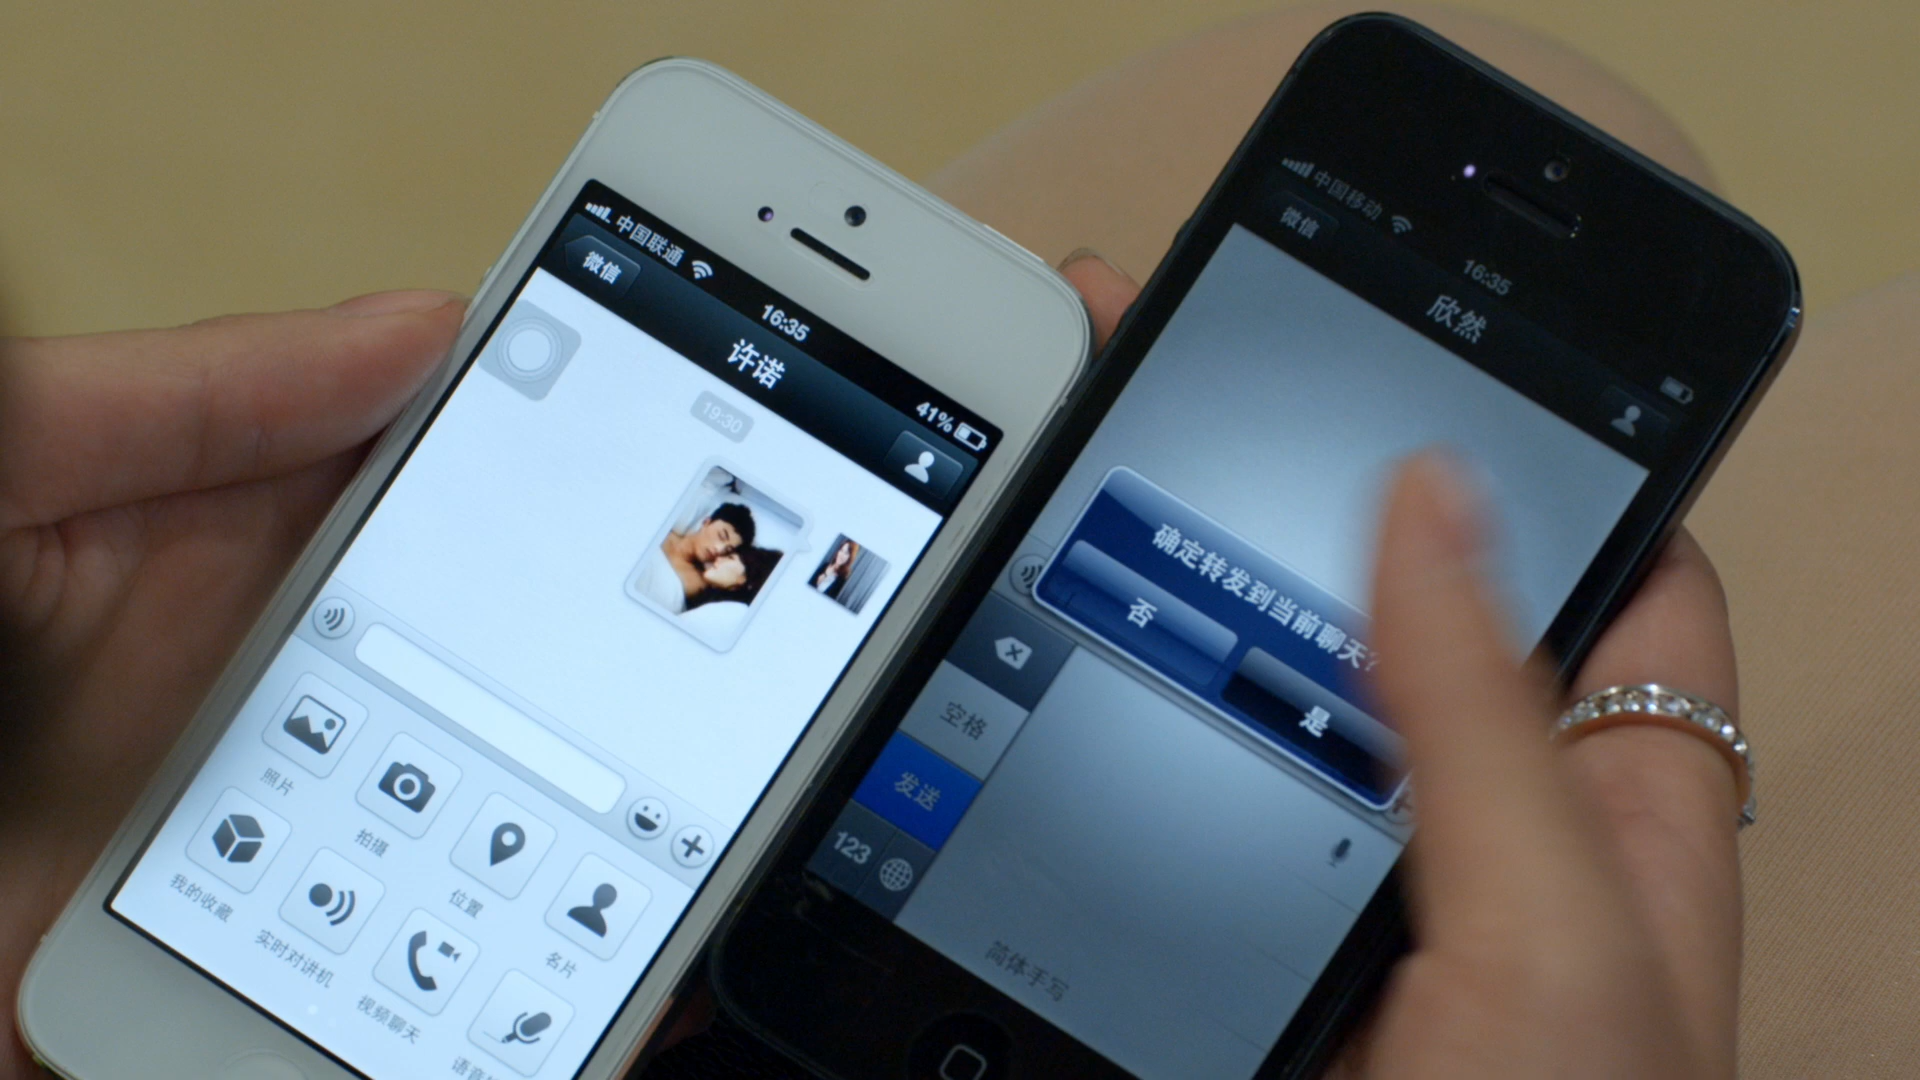 中国联通
16:35
41%
微信
许诺
19:30
照片
拍摄
位置
名片
我的收藏
实时对讲机
视频聊天
语音
中国移动
16:35
微信
欣然
确定转发到当前聊天?
否
是
空格
发送
123
简体手写